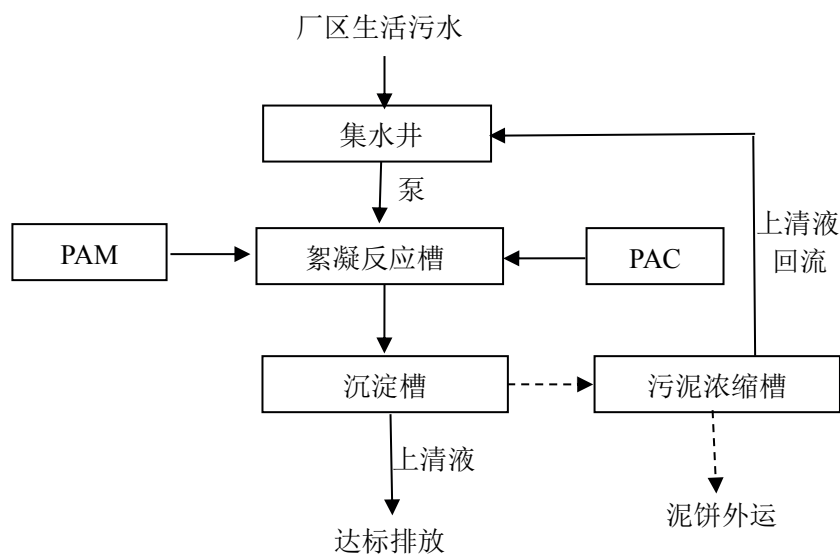 厂区生活污水
集水井
泵
PAM
絮凝反应槽
PAC
上清液
回流
沉淀槽
污泥浓缩槽
上清液
泥饼外运
达标排放